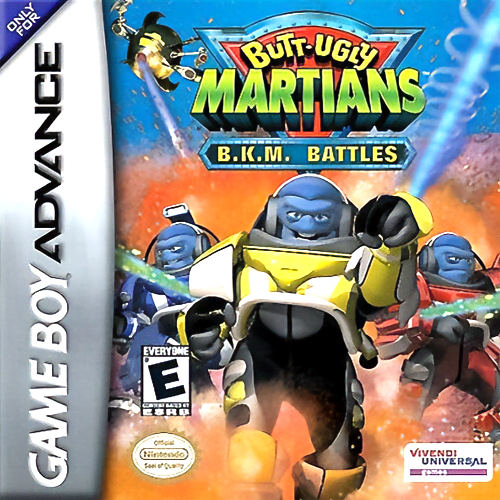 ONLY
FOR
GAME BOY ADVANCE
BUTT-UGLY
MARTIANS
™
B.K.M. BATTLES
EVERYONE
E
CONTENT RATED BY
ESRB
Official
Nintendo
Seal of Quality
VIVENDI
UNIVERSAL
games